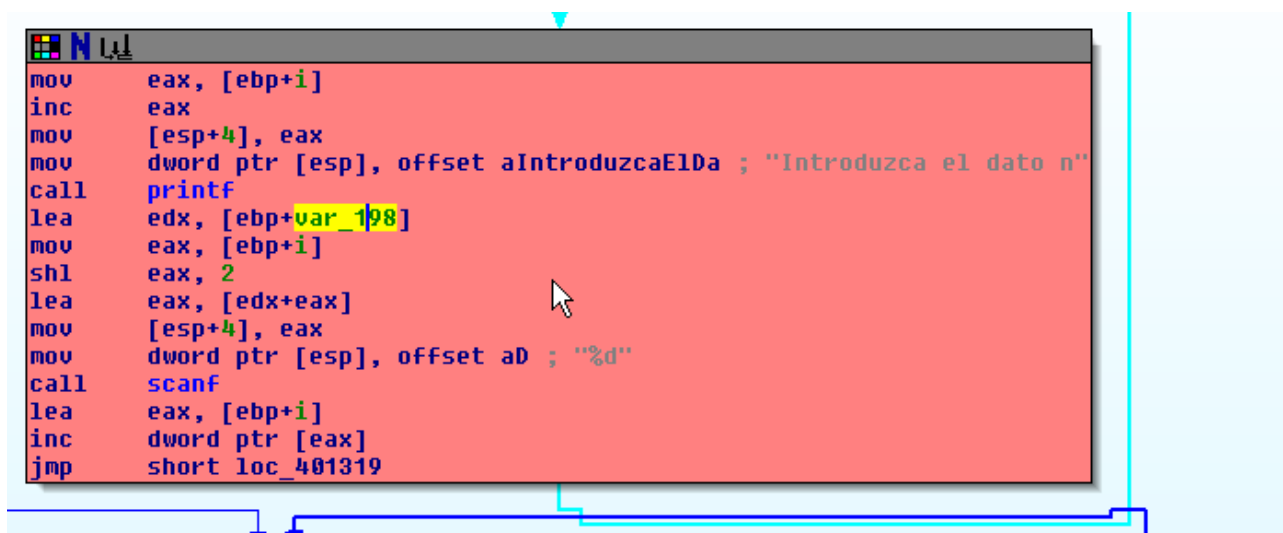 N
mov eax, [ebp+i]
inc eax
mov [esp+4], eax
mov dword ptr [esp], offset aIntroduzcaElDa ; "Introduzca el dato n"
call printf
lea edx, [ebp+var_198]
mov eax, [ebp+i]
shl eax, 2
lea eax, [edx+eax]
mov [esp+4], eax
mov dword ptr [esp], offset aD ; "%d"
call scanf
lea eax, [ebp+i]
inc dword ptr [eax]
jmp short loc_401319